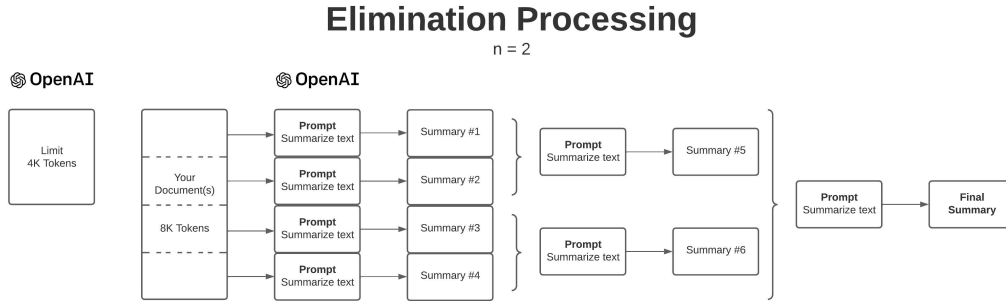 Elimination Processing
n = 2
OpenAI
OpenAI
Limit
4K Tokens
Your
Document(s)
8K Tokens
Prompt
Summarize text
Summary #1
Prompt
Summarize text
Summary #2
Prompt
Summarize text
Summary #3
Prompt
Summarize text
Summary #4
Prompt
Summarize text
Summary #5
Prompt
Summarize text
Summary #6
Prompt
Summarize text
Final
Summary